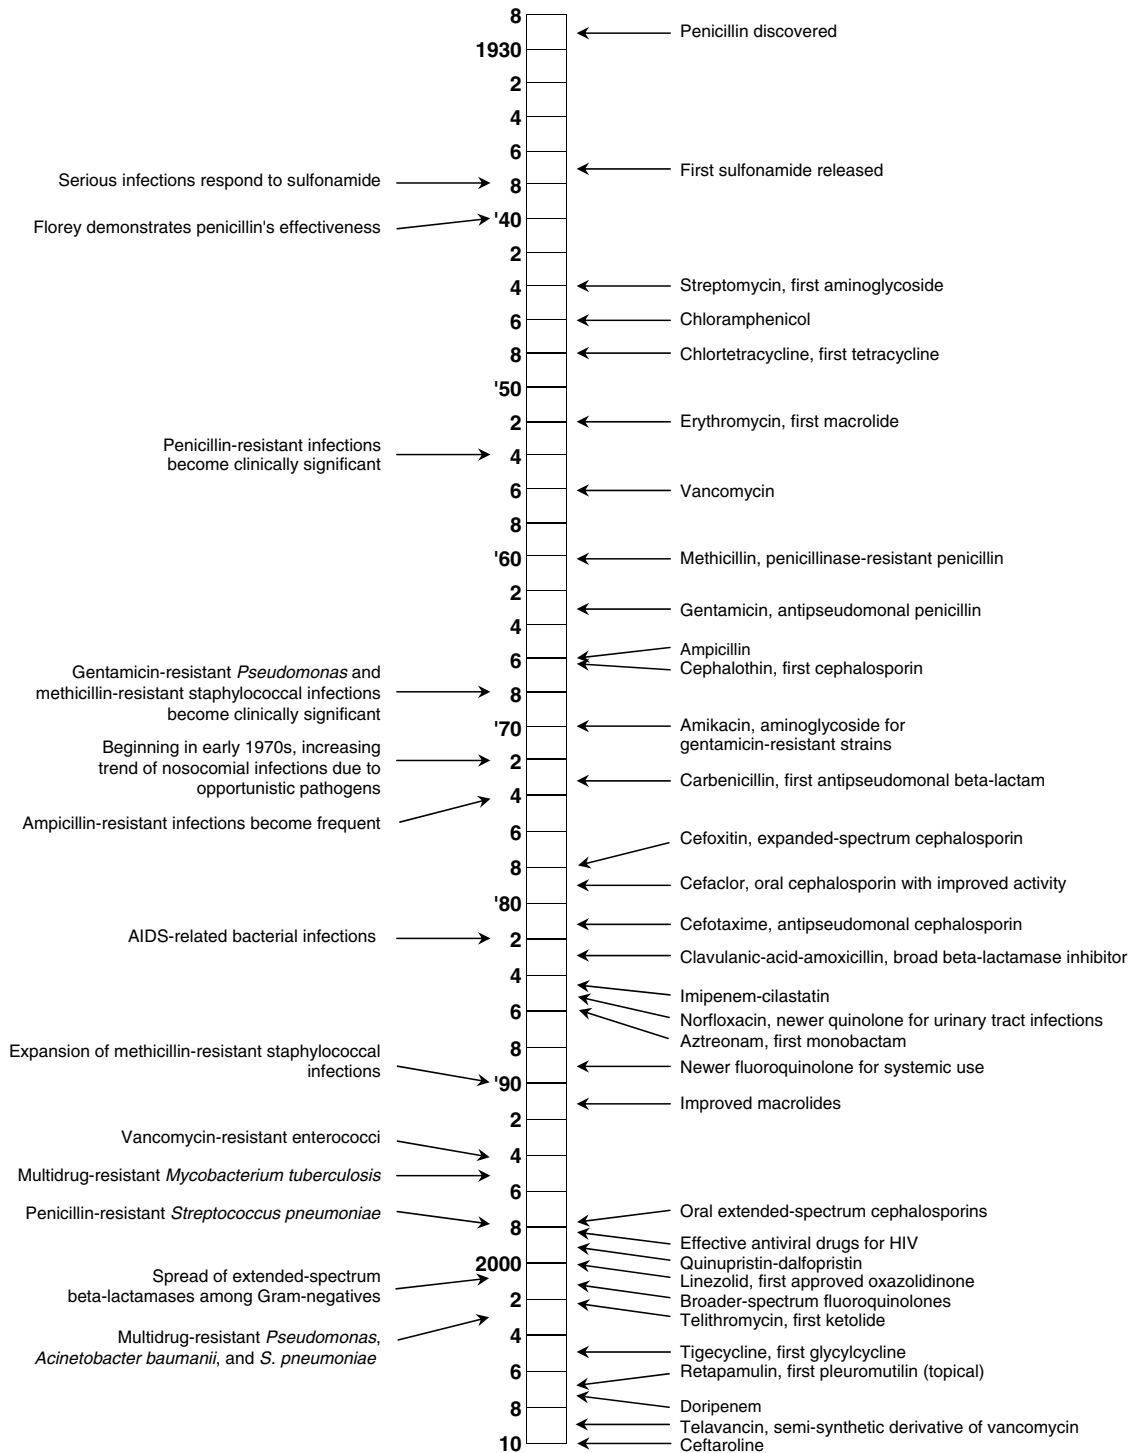 8
Penicillin discovered
1930
2
4
6
First sulfonamide released
Serious infections respond to sulfonamide
8
Florey demonstrates penicillin's effectiveness
'40
2
4
Streptomycin, first aminoglycoside
6
Chloramphenicol
8
Chlortetracycline, first tetracycline
'50
2
Erythromycin, first macrolide
Penicillin-resistant infections
become clinically significant
4
6
Vancomycin
8
'60
Methicillin, penicillinase-resistant penicillin
2
Gentamicin, antipseudomonal penicillin
4
Ampicillin
6
Cephalothin, first cephalosporin
Gentamicin-resistant Pseudomonas and
methicillin-resistant staphylococcal infections
become clinically significant
8
'70
Amikacin, aminoglycoside for
gentamicin-resistant strains
Beginning in early 1970s, increasing
trend of nosocomial infections due to
opportunistic pathogens
2
Carbenicillin, first antipseudomonal beta-lactam
4
Ampicillin-resistant infections become frequent
6
Cefoxitin, expanded-spectrum cephalosporin
8
Cefaclor, oral cephalosporin with improved activity
'80
Cefotaxime, antipseudomonal cephalosporin
AIDS-related bacterial infections
2
Clavulanic-acid-amoxicillin, broad beta-lactamase inhibitor
4
Imipenem-cilastatin
6
Norfloxacin, newer quinolone for urinary tract infections
Aztreonam, first monobactam
8
Expansion of methicillin-resistant staphylococcal
infections
Newer fluoroquinolone for systemic use
'90
Improved macrolides
2
Vancomycin-resistant enterococci
4
Multidrug-resistant Mycobacterium tuberculosis
6
Penicillin-resistant Streptococcus pneumoniae
Oral extended-spectrum cephalosporins
8
Effective antiviral drugs for HIV
2000
Quinupristin-dalfopristin
Linezolid, first approved oxazolidinone
Spread of extended-spectrum
beta-lactamases among Gram-negatives
2
Broader-spectrum fluoroquinolones
Telithromycin, first ketolide
Multidrug-resistant Pseudomonas,
Acinetobacter baumanii, and S. pneumoniae
4
Tigecycline, first glycylcycline
6
Retapamulin, first pleuromutilin (topical)
8
Doripenem
Telavancin, semi-synthetic derivative of vancomycin
10
Ceftaroline